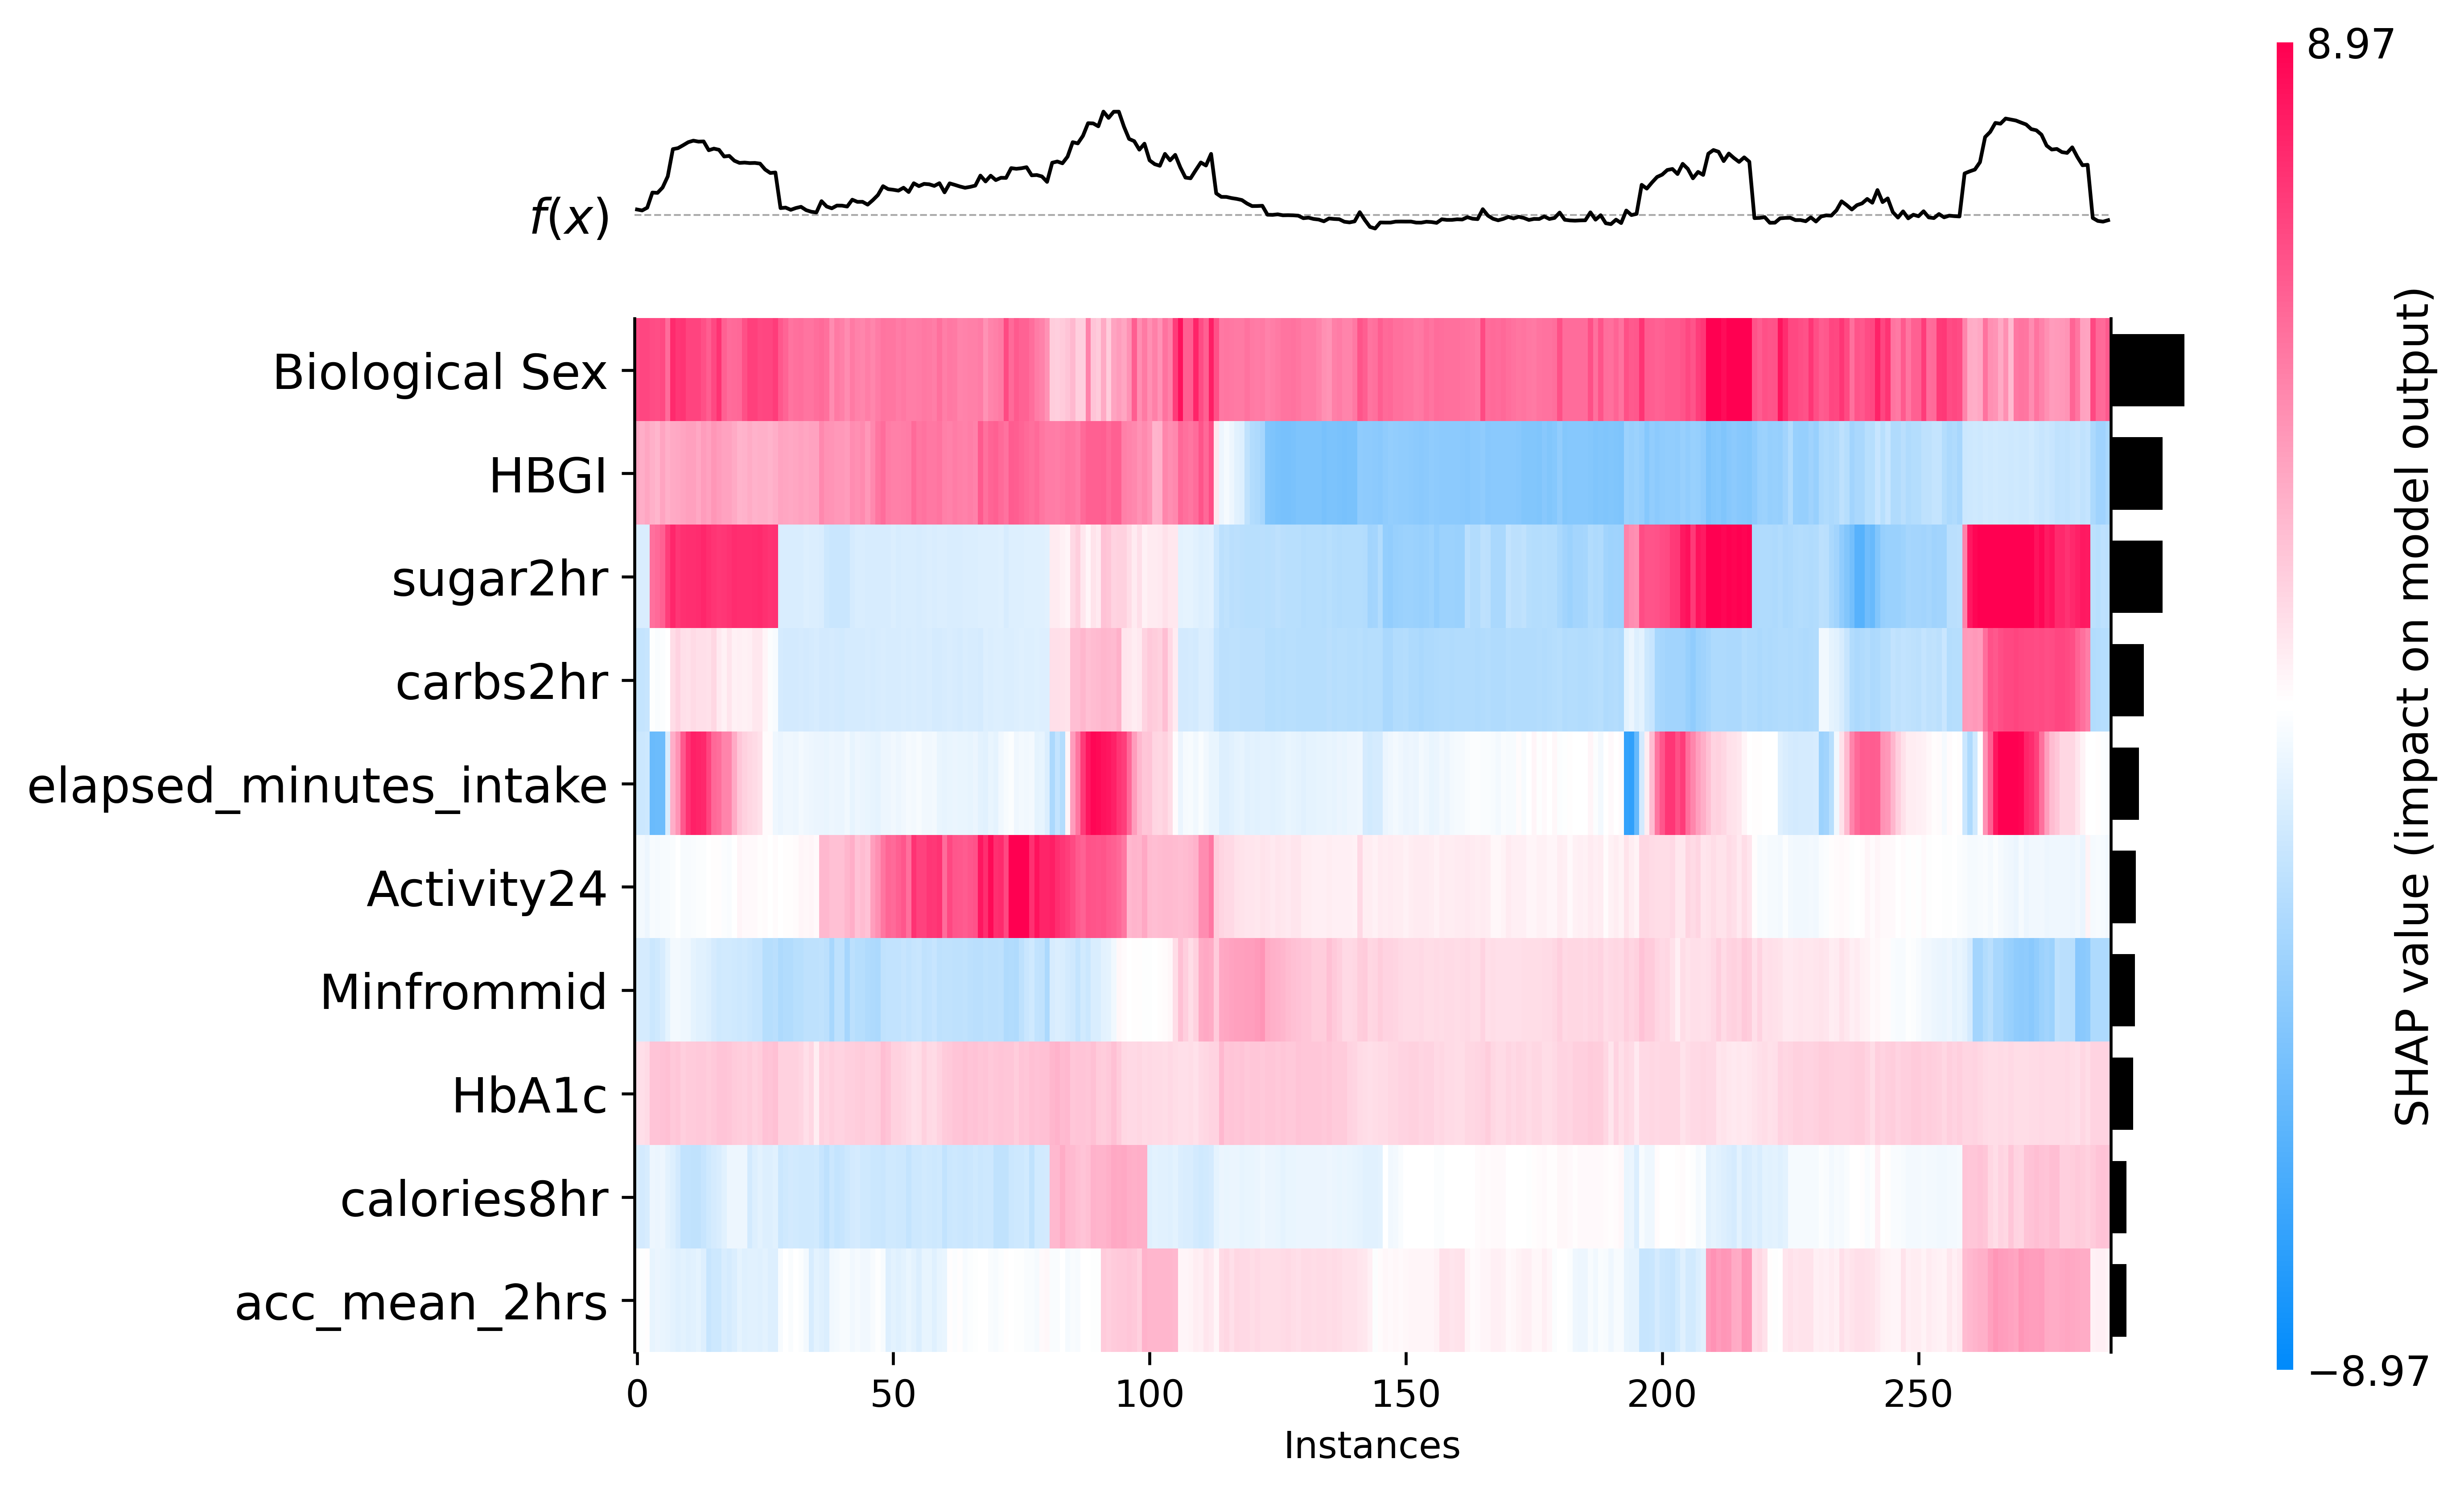 8.97
f(x)
Biological Sex
HBGI
sugar2hr
carbs2hr
elapsed_minutes_intake
Activity24
Minfrommid
HbA1c
calories8hr
acc_mean_2hrs
0 50 100 150 200 250
Instances
−8.97
SHAP value (impact on model output)